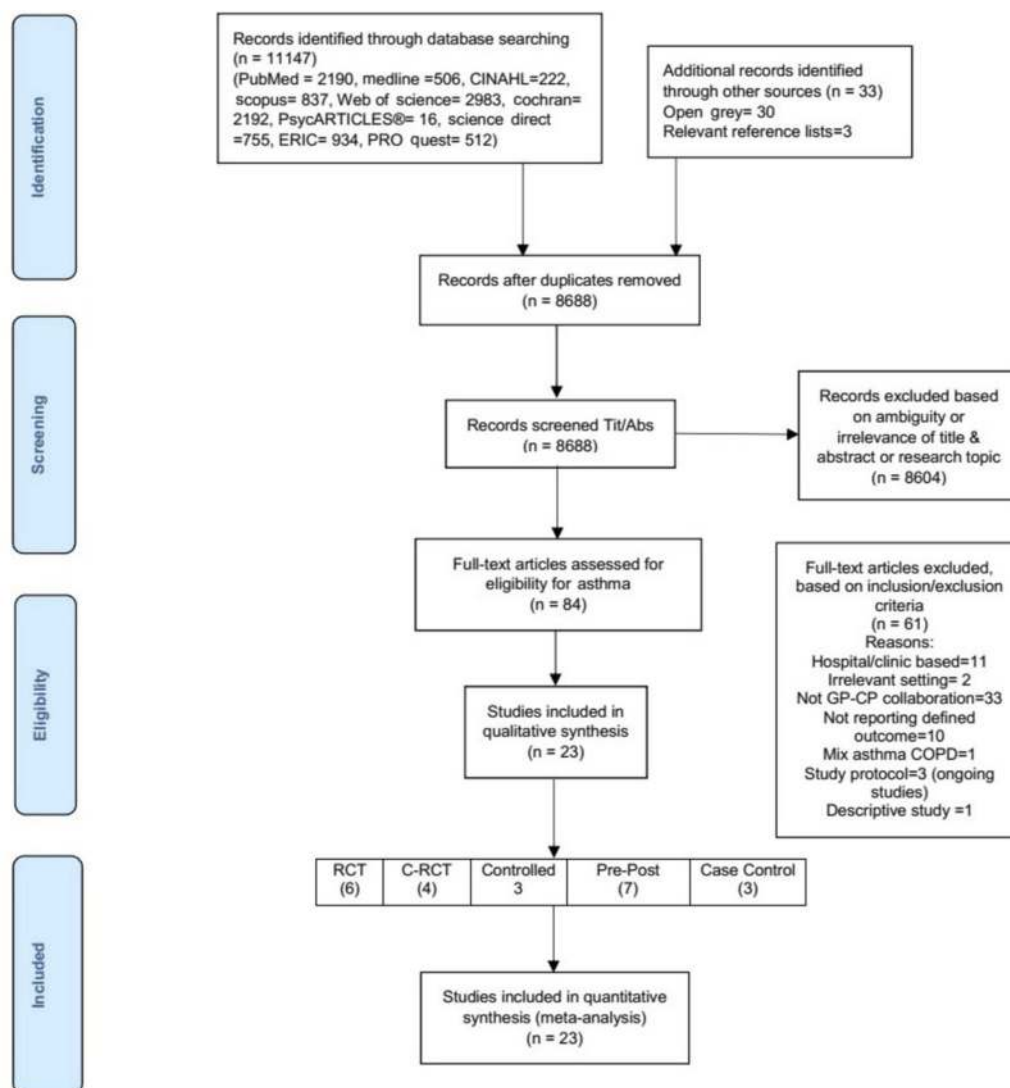 Identification
Records identified through database searching
(n = 11147)
(PubMed = 2190, medline =506, CINAHL=222,
scopus= 837, Web of science= 2983, cochran=
2192, PsycARTICLES®= 16, science direct
=755, ERIC= 934, PRO quest= 512)
Additional records identified
through other sources (n = 33)
Open grey= 30
Relevant reference lists=3
Records after duplicates removed
(n = 8688)
Screening
Records screened Tit/Abs
(n = 8688)
Records excluded based
on ambiguity or
irrelevance of title &
abstract or research topic
(n = 8604)
Eligibility
Full-text articles assessed for
eligibility for asthma
(n = 84)
Full-text articles excluded,
based on inclusion/exclusion
criteria
(n = 61)
Reasons:
Hospital/clinic based=11
Irrelevant setting= 2
Not GP-CP collaboration=33
Not reporting defined
outcome=10
Mix asthma COPD=1
Study protocol=3 (ongoing
studies)
Descriptive study =1
Studies included in
qualitative synthesis
(n = 23)
Included
RCT
(6)
C-RCT
(4)
Controlled
3
Pre-Post
(7)
Case Control
(3)
Studies included in quantitative
synthesis (meta-analysis)
(n = 23)